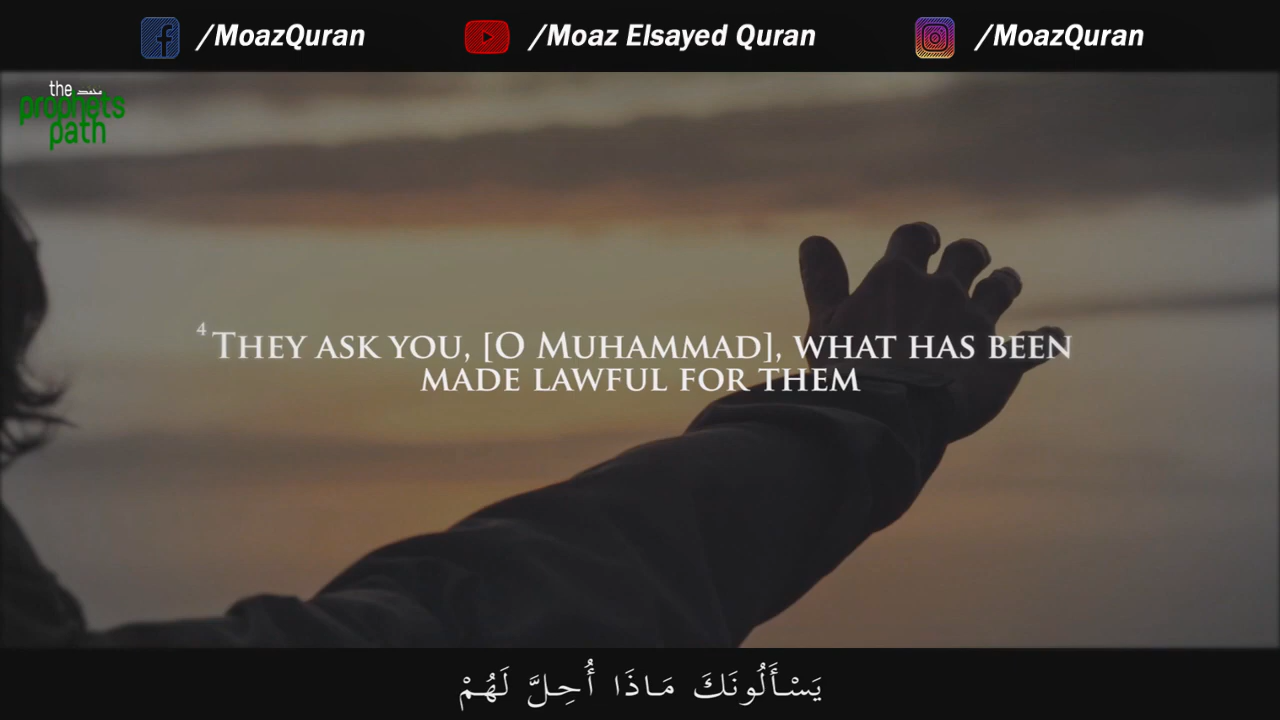 /MoazQuran
/Moaz Elsayed Quran
/MoazQuran
the محمد
prophets
path
4 They ask you, [O Muhammad], what has been
made lawful for them
يَسْأَلُونَكَ مَاذَا أُحِلَّ لَهُمْ